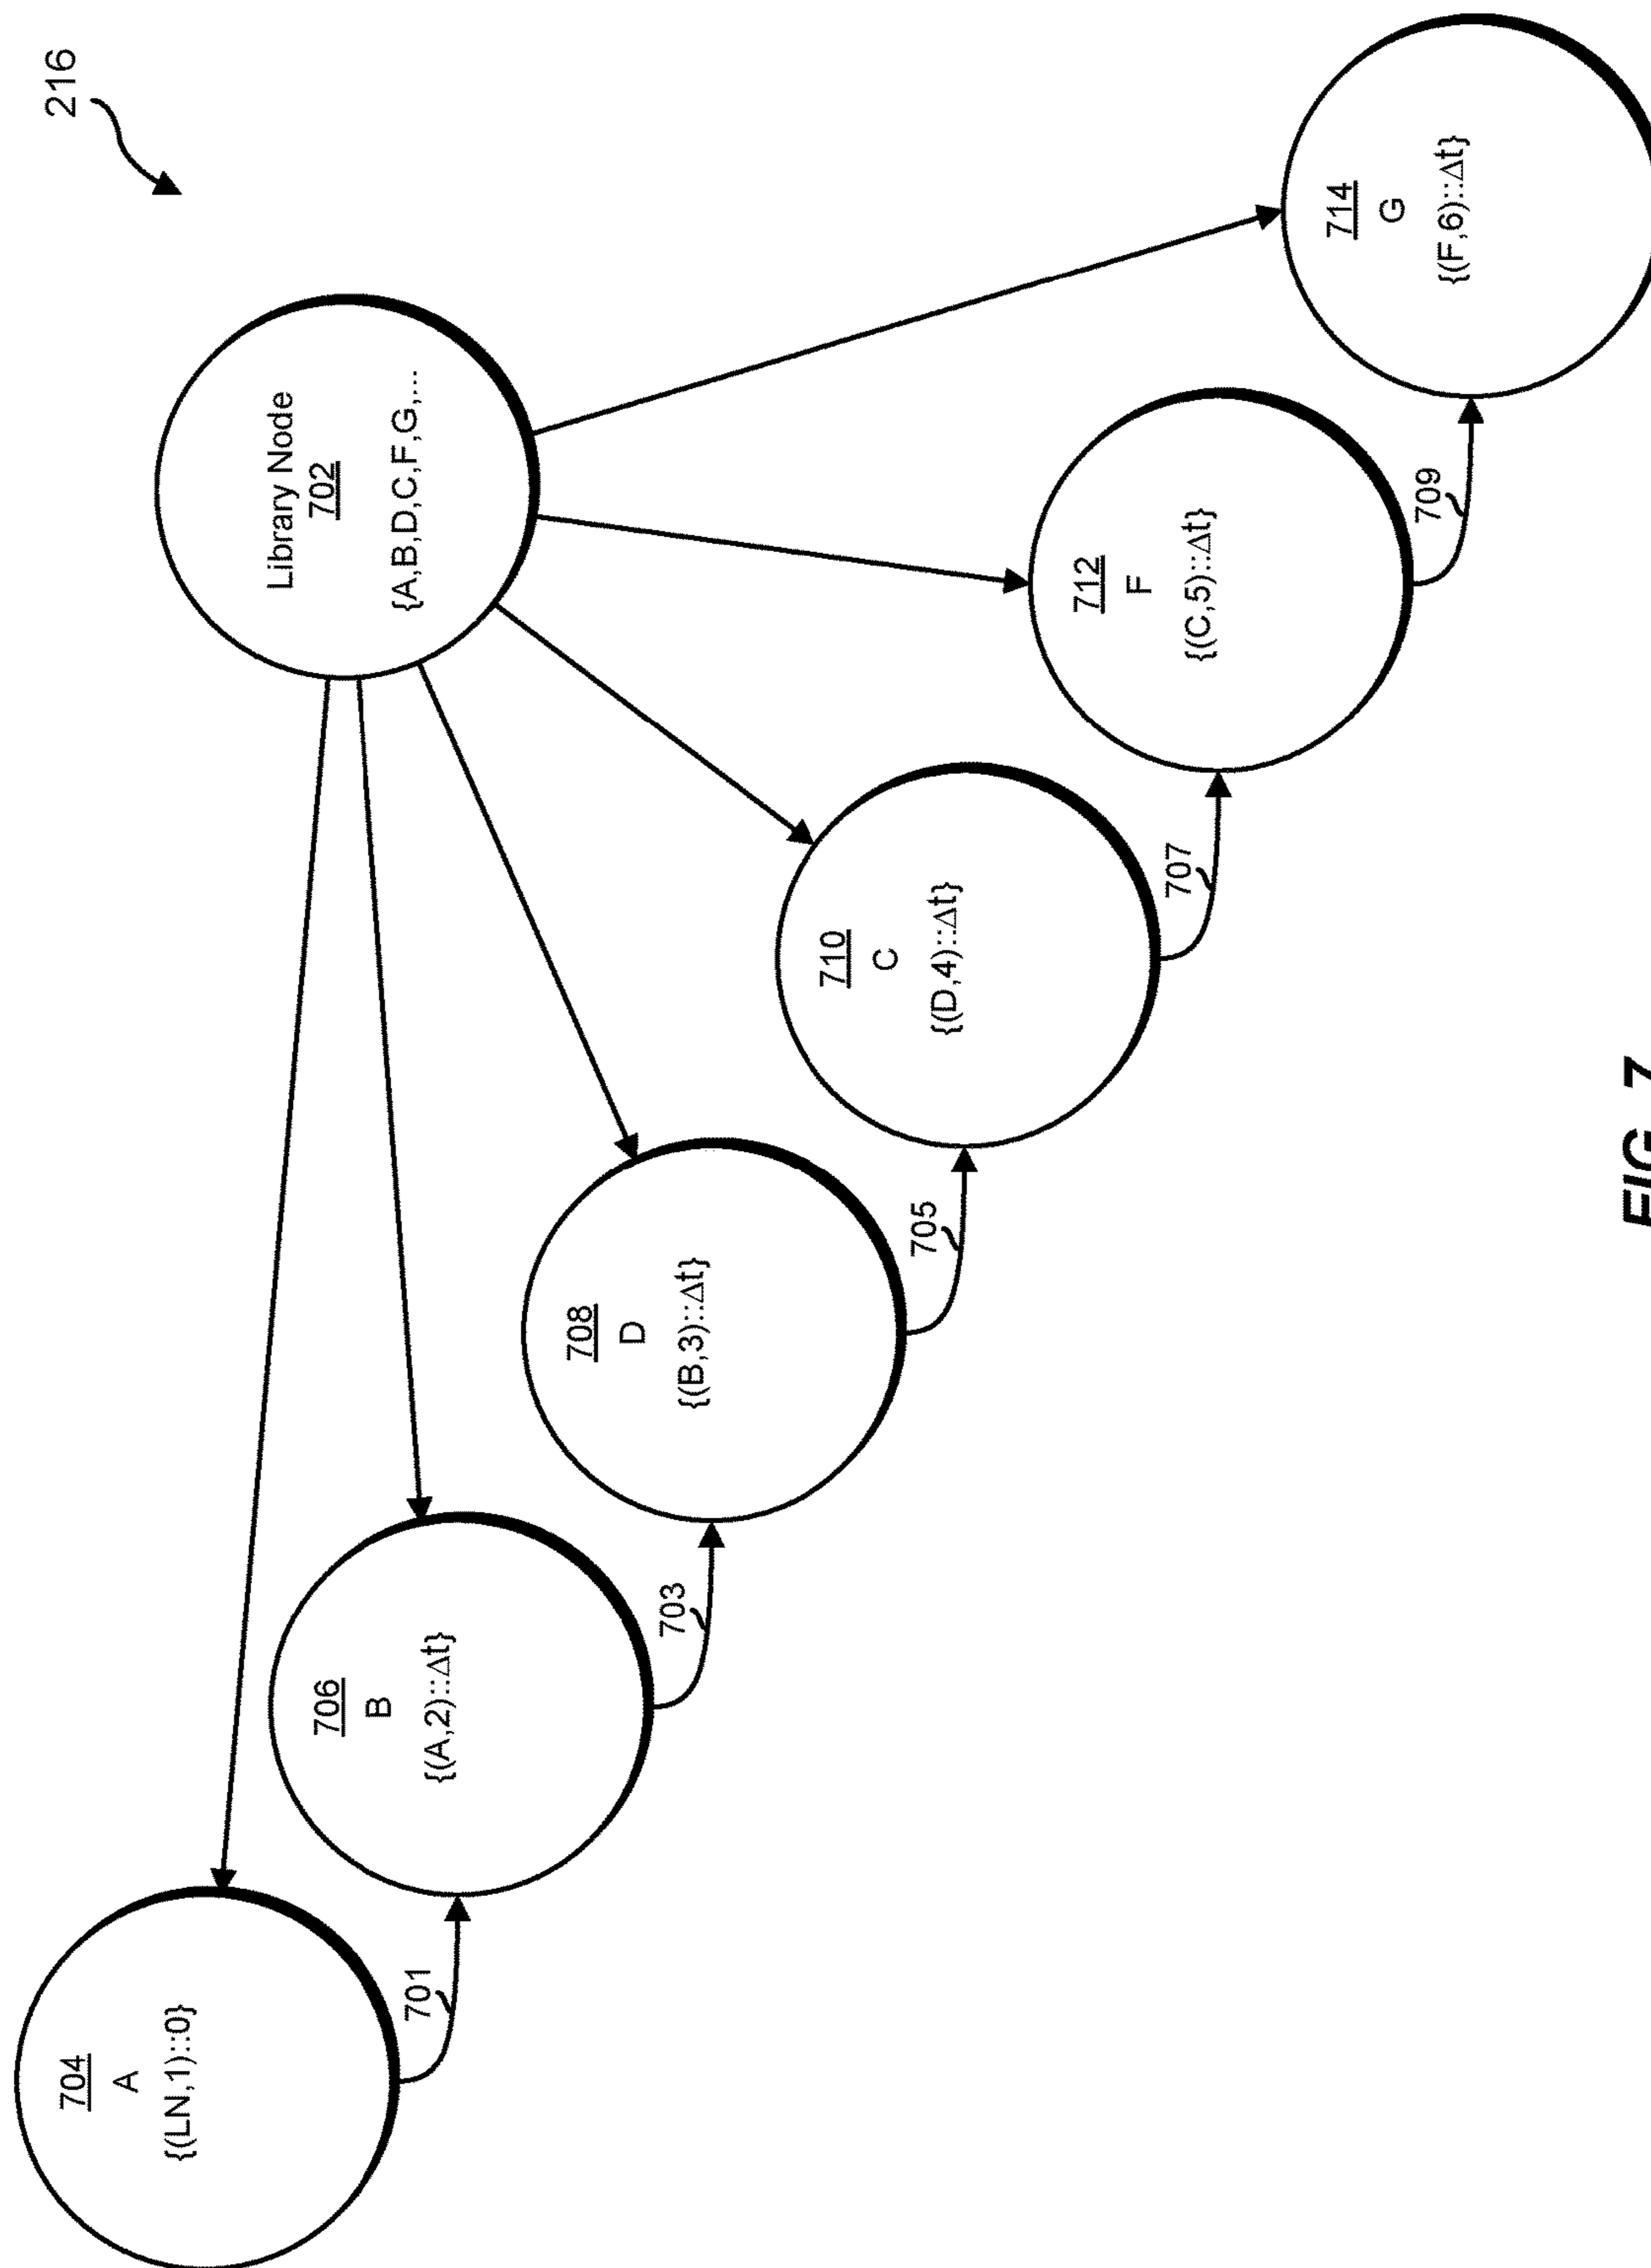 216
Library Node
702
{A,B,D,C,F,G,...
704
A
{(LN,1)::0}
701
706
B
{(A,2)::Δt}
703
708
D
{(B,3)::Δt}
705
710
C
{(D,4)::Δt}
707
712
F
{(C,5)::Δt}
709
714
G
{(F,6)::Δt}
FIG. 7